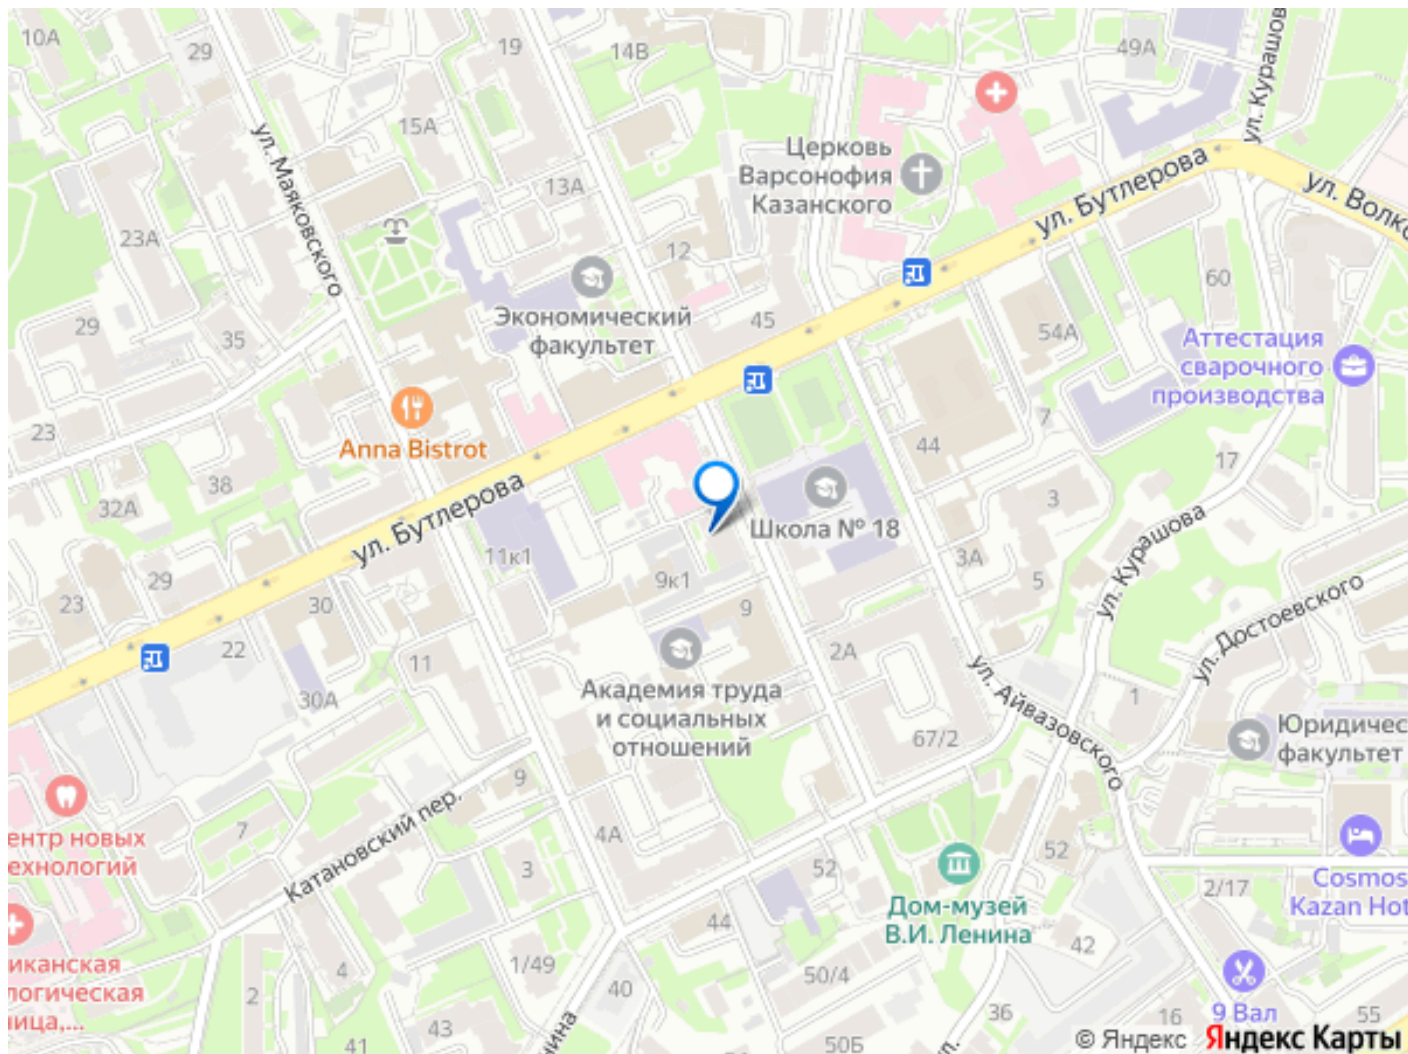 10А
29
19
14В
49А
ул. Курашов
15А
ул. Маяковского
Церковь
Варсонофия
Казанского
ул. Бутлерова
ул. Волко
13А
23А
12
60
Экономический
факультет
45
54А
29
35
Аттестация
сварочного
производства
7
23
Anna Bistrot
44
38
17
32А
ул. Бутлерова
3
Школа № 18
ул. Курашова
11к1
3А
5
29
9к1
ул. Достоевского
23
30
9
22
11
2А
ул. Айвазовского
30А
Академия труда
и социальных
отношений
1
67/2
Юридичес
факультет
9
Катановский пер.
ентр новых
ехнологий
7
4А
3
52
52
2/17
Cosmos
Kazan Hot
Дом-музей
В.И. Ленина
44
42
иканская
логическая
ница,...
4
1/49
50/4
2
40
36
16
9 Вал
55
43
41
50Б
нина
ул.
© Яндекс Яндекс Карты